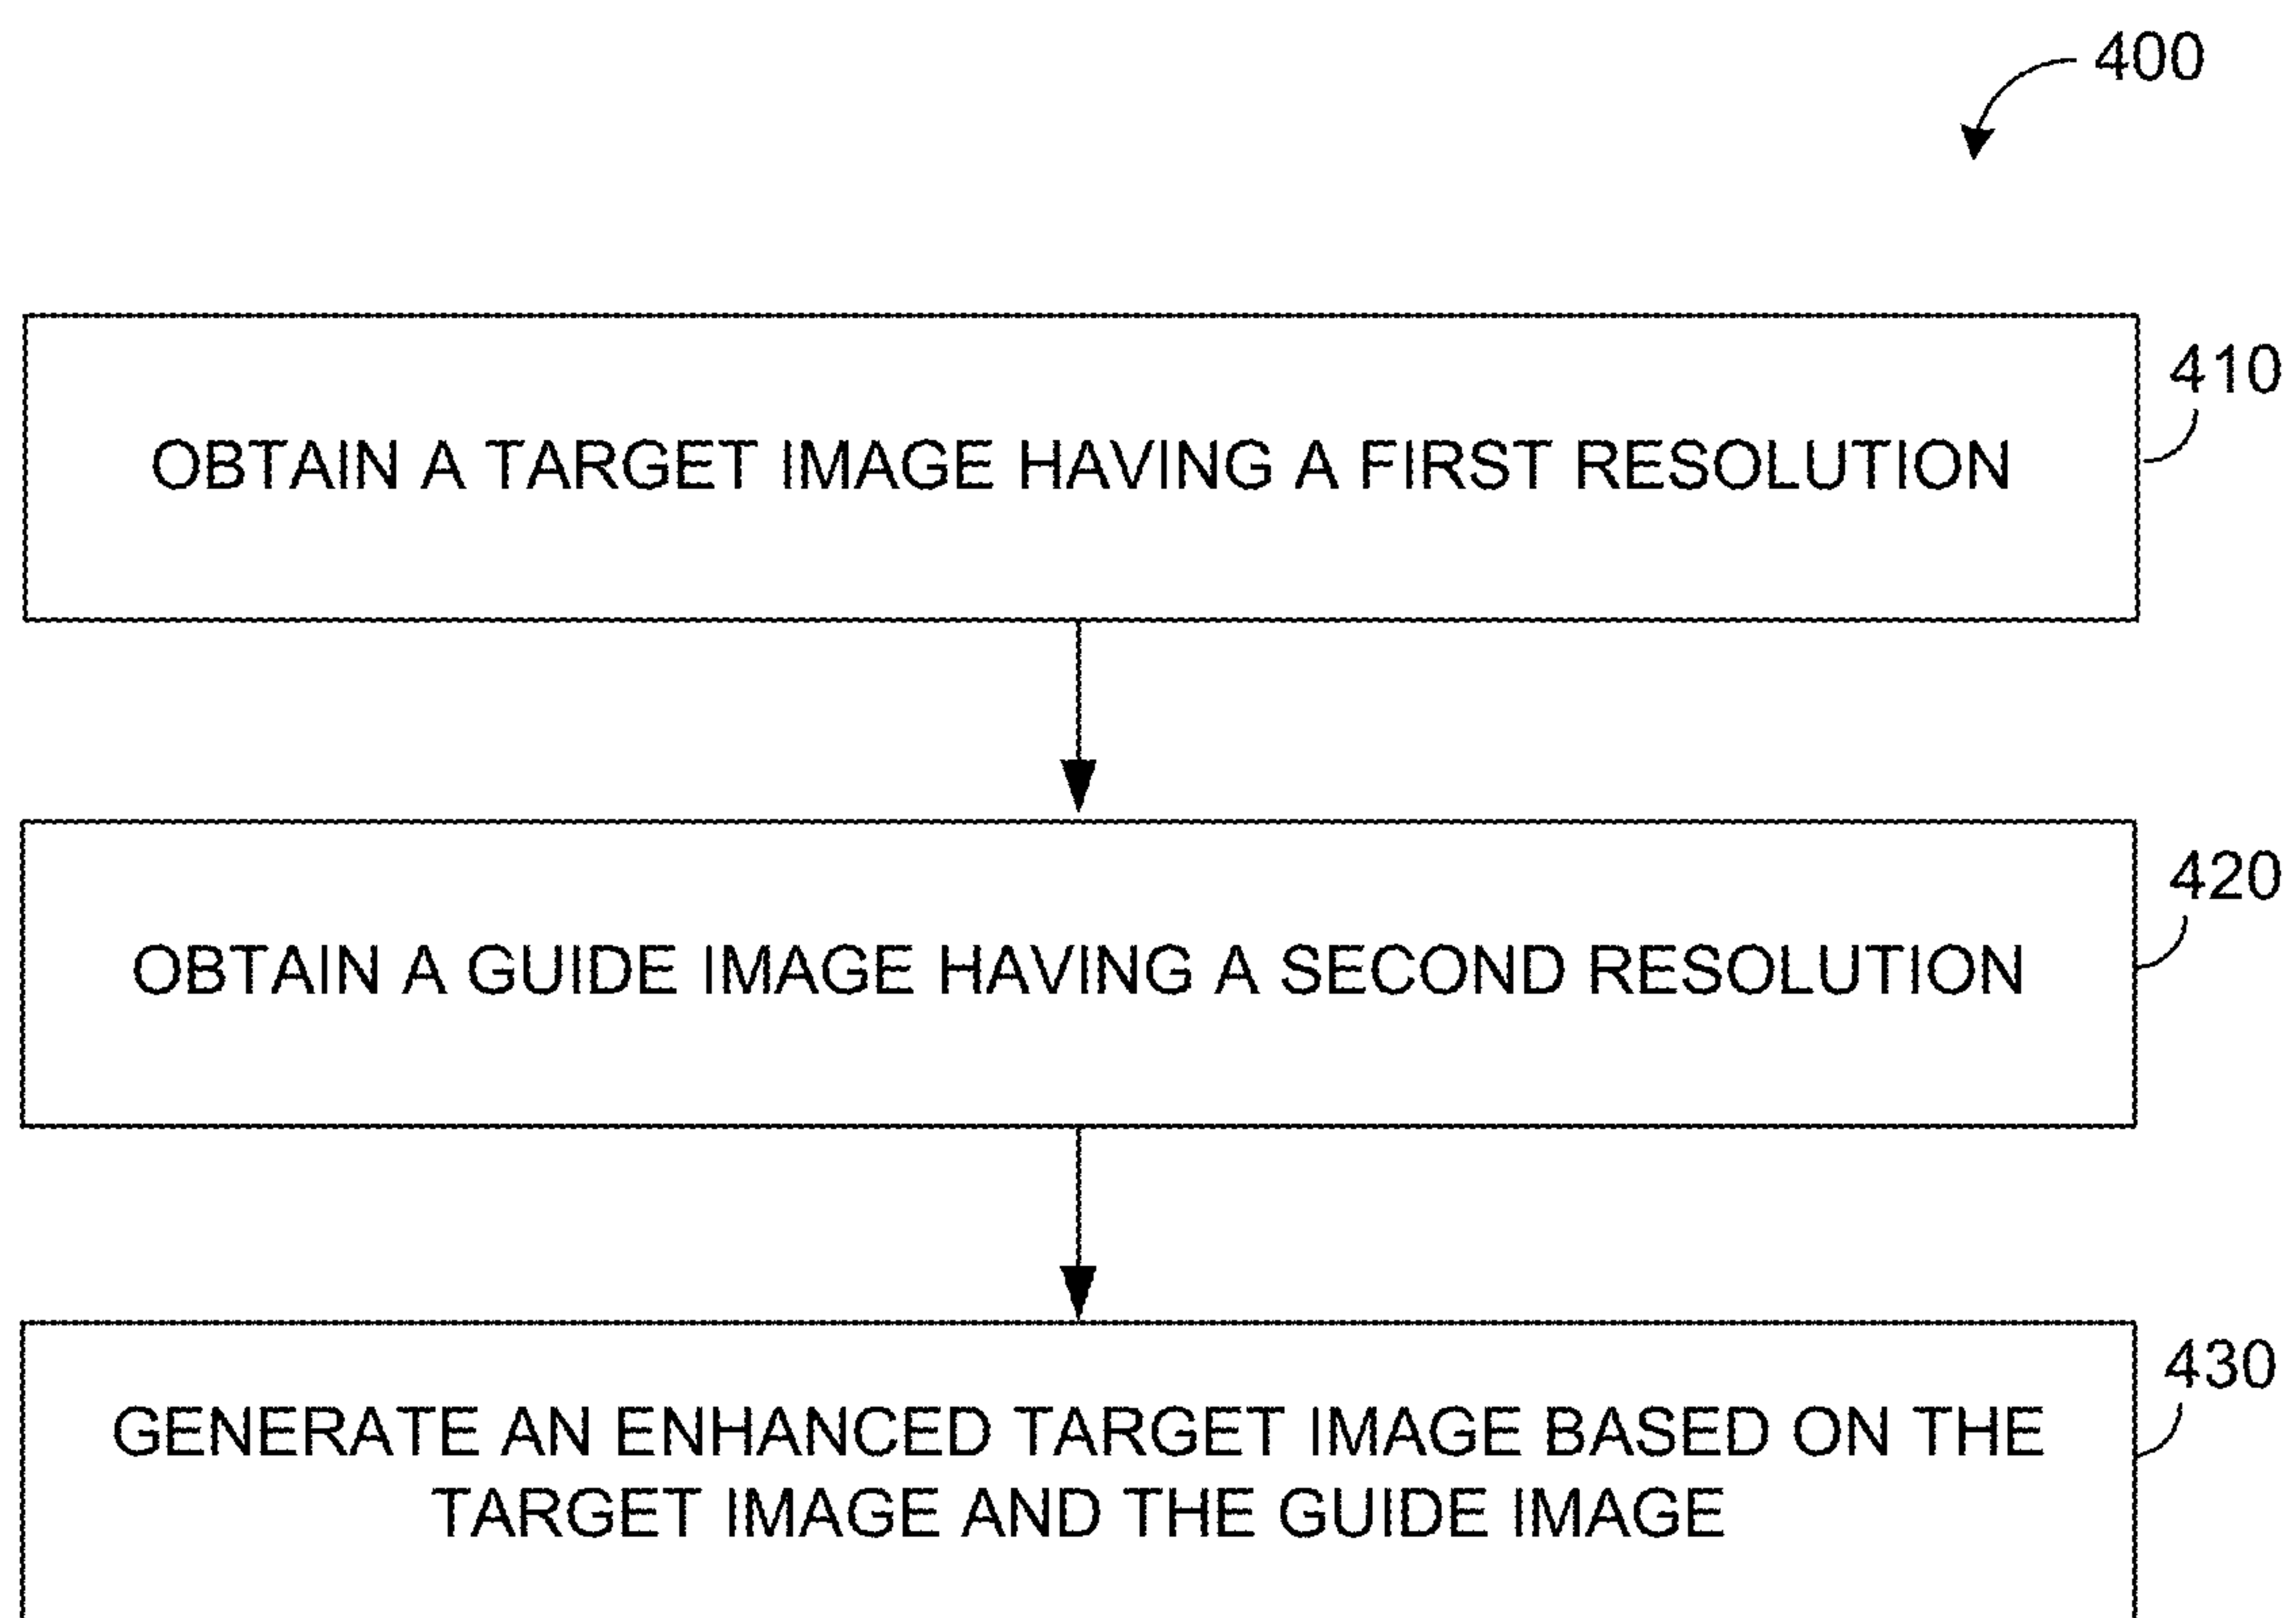 400
410
OBTAIN A TARGET IMAGE HAVING A FIRST RESOLUTION
420
OBTAIN A GUIDE IMAGE HAVING A SECOND RESOLUTION
430
GENERATE AN ENHANCED TARGET IMAGE BASED ON THE
TARGET IMAGE AND THE GUIDE IMAGE